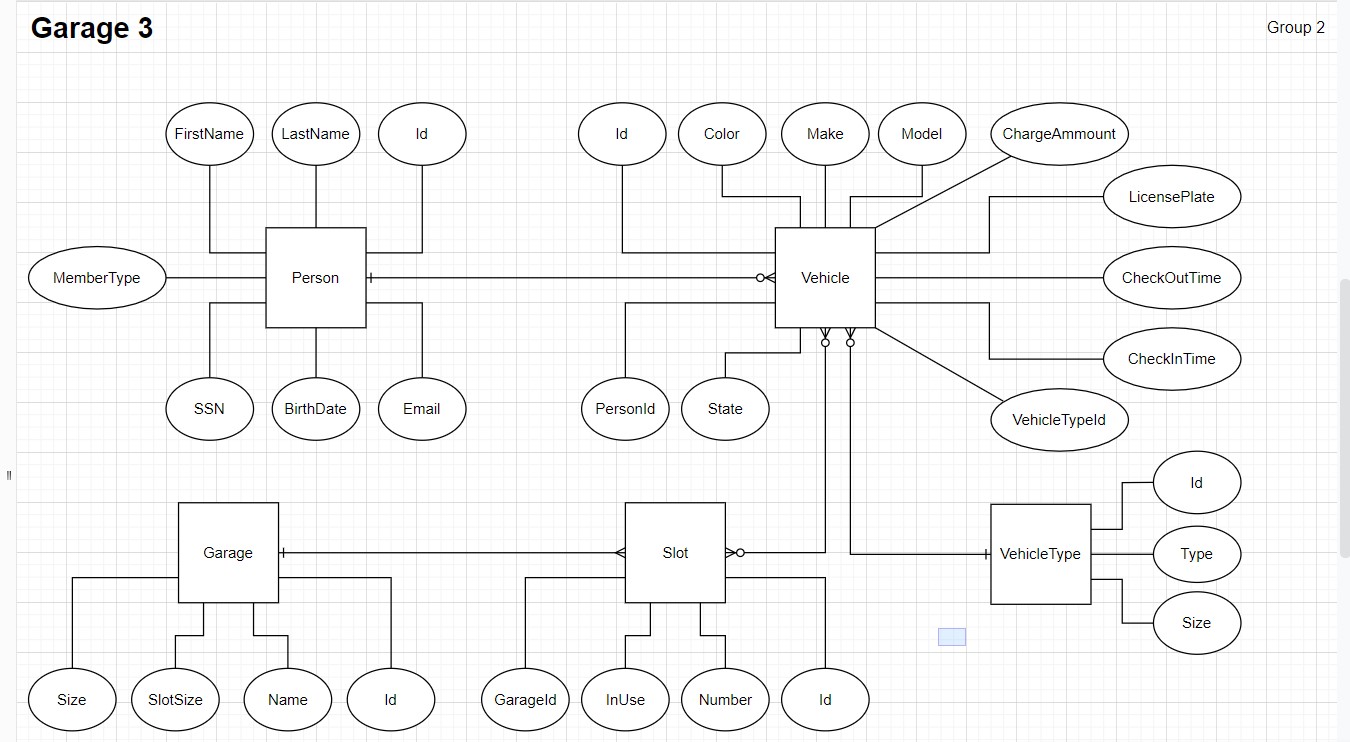 Garage 3
Group 2
FirstName
LastName
Id
Id
Color
Make
Model
ChargeAmmount
LicensePlate
MemberType
Person
Vehicle
CheckOutTime
CheckInTime
SSN
BirthDate
Email
PersonId
State
VehicleTypeId
Id
Garage
Slot
VehicleType
Type
Size
Size
SlotSize
Name
Id
GarageId
InUse
Number
Id